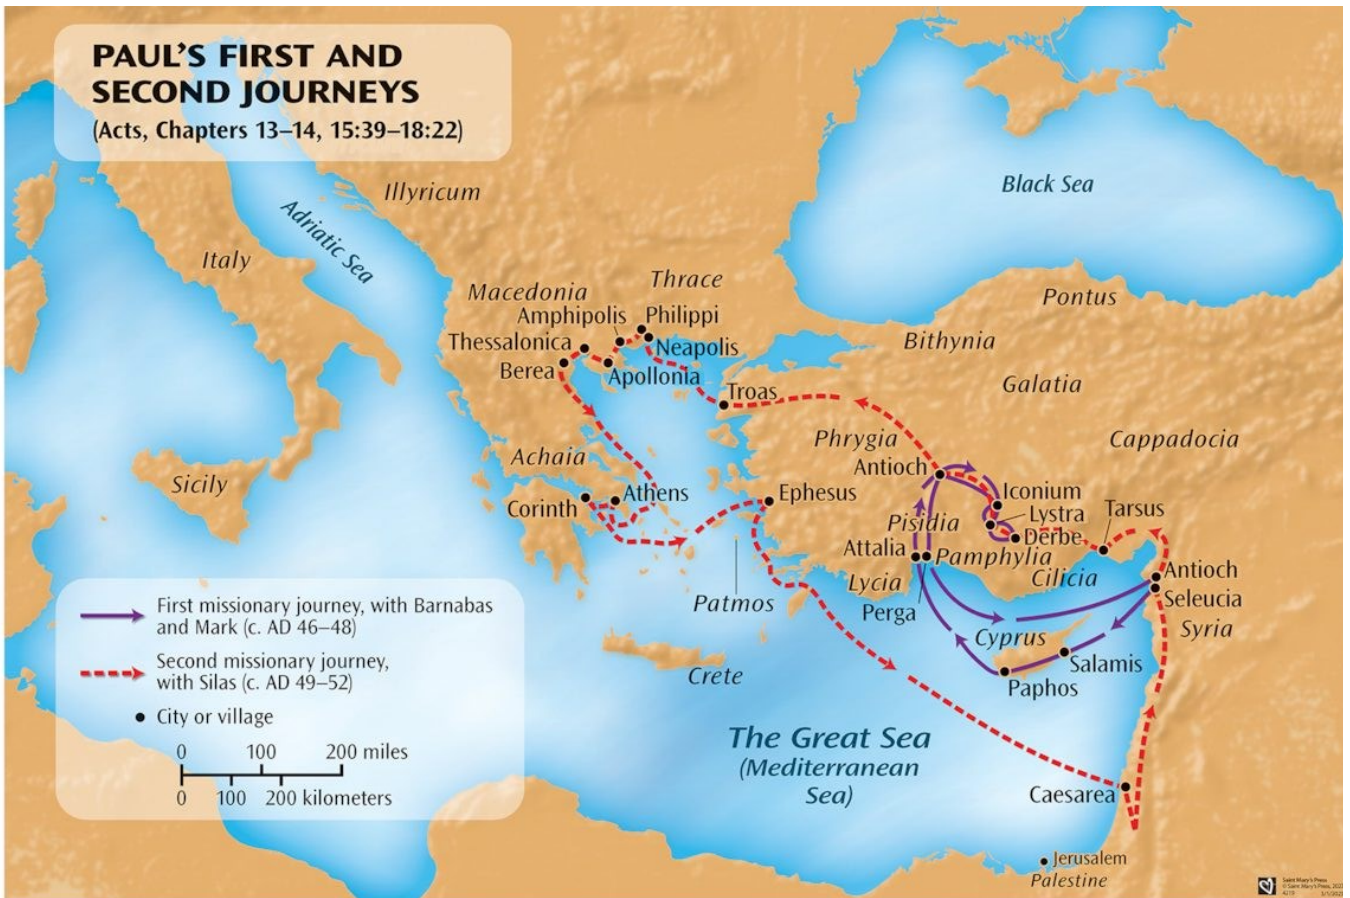 PAUL'S FIRST AND
SECOND JOURNEYS
(Acts, Chapters 13–14, 15:39–18:22)
Illyricum
Adriatic Sea
Italy
Black Sea
Thrace
Macedonia
Pontus
Amphipolis
Philippi
Thessalonica
Neapolis
Bithynia
Berea
Apollonia
Galatia
Troas
Phrygia
Cappadocia
Achaia
Antioch
Sicily
Corinth
Athens
Ephesus
Iconium
Lystra
Tarsus
Pisidia
Derbe
Attalia
Pamphylia
Cilicia
Antioch
Lycia
Patmos
Perga
Seleucia
Syria
Cyprus
Salamis
Crete
Paphos
First missionary journey, with Barnabas
and Mark (c. AD 46–48)
Second missionary journey,
with Silas (c. AD 49–52)
City or village
0 100 200 miles
0 100 200 kilometers
The Great Sea
(Mediterranean
Sea)
Caesarea
Jerusalem
Palestine
Saint Mary's Press